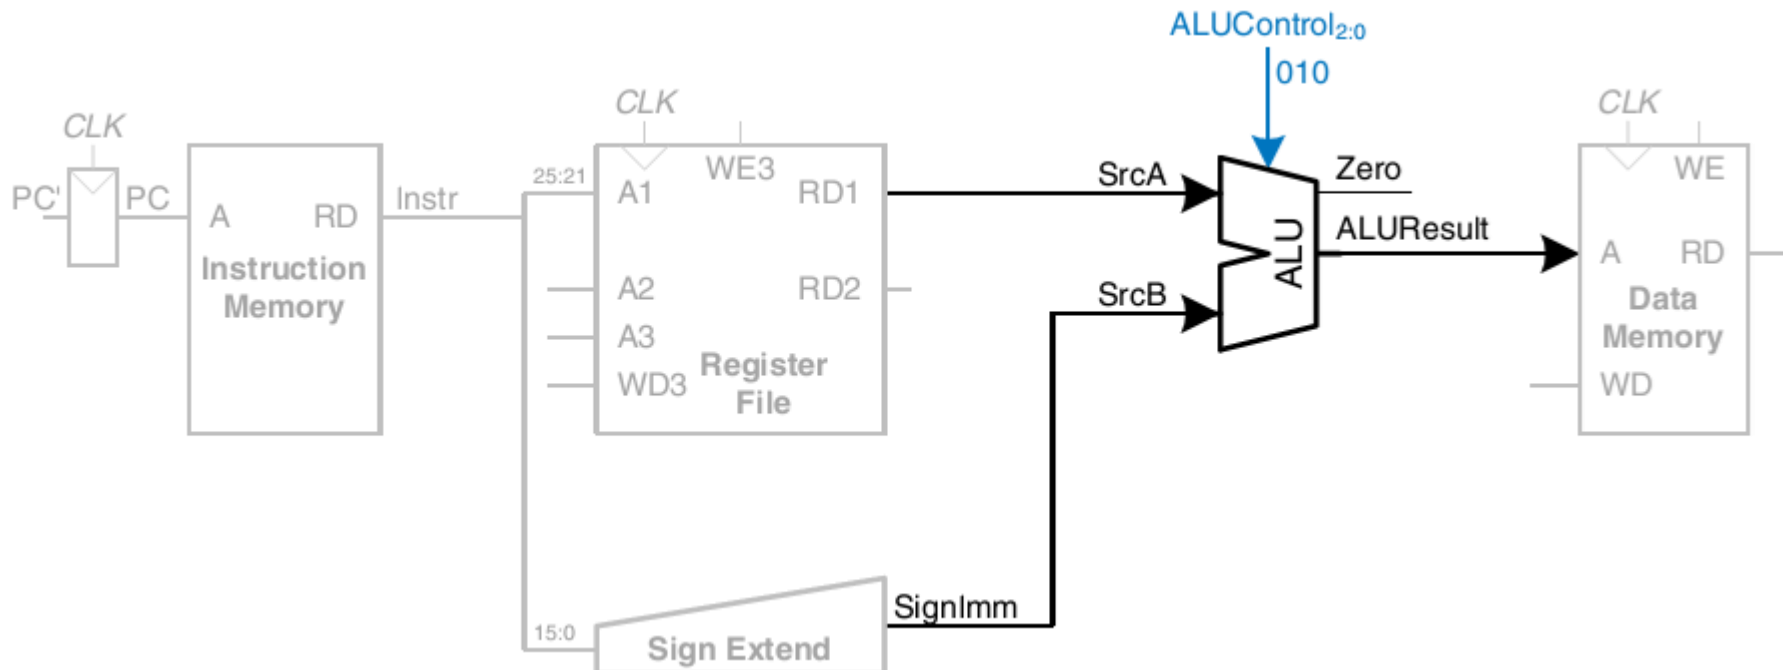 ALUControl2:0
010
CLK
CLK
CLK
25:21
WE3
WE
PC'
PC
A
RD
Instr
A1
RD1
SrcA
Zero
ALU
ALUResult
Instruction
Memory
A
RD
A2
RD2
SrcB
Data
Memory
A3
WD3
Register
File
WD
SignImm
15:0
Sign Extend